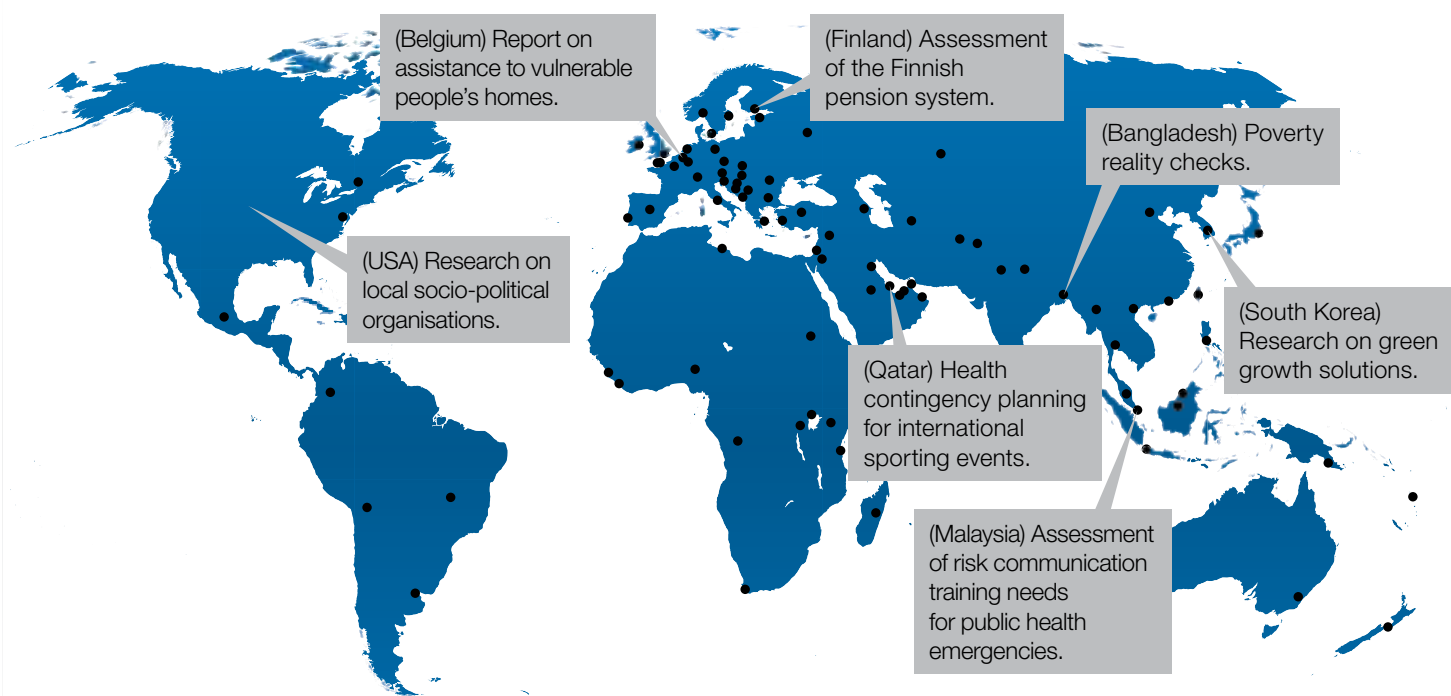 (Belgium) Report on
assistance to vulnerable
people's homes.
(Finland) Assessment
of the Finnish
pension system.
(Bangladesh) Poverty
reality checks.
(USA) Research on
local socio-political
organisations.
(South Korea)
Research on green
growth solutions.
(Qatar) Health
contingency planning
for international
sporting events.
(Malaysia) Assessment
of risk communication
training needs
for public health
emergencies.